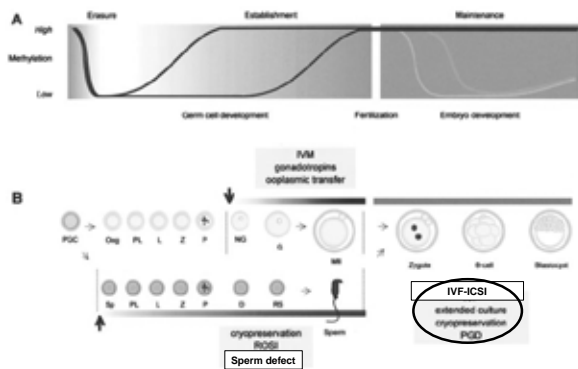 Erasure Establishment Maintenance
A
High
Methylation
Low
Germ cell development Fertilization Embryo development
IVM
gonadotropins
ooplasmic transfer
B
PGC Oog PL L Z P NG G MII Zygote 8-cell Blastocyst
Sp PL L Z P D RS Sperm
IVF-ICSI
extended culture
cryopreservation
PGD
cryopreservation
ROSI
Sperm defect